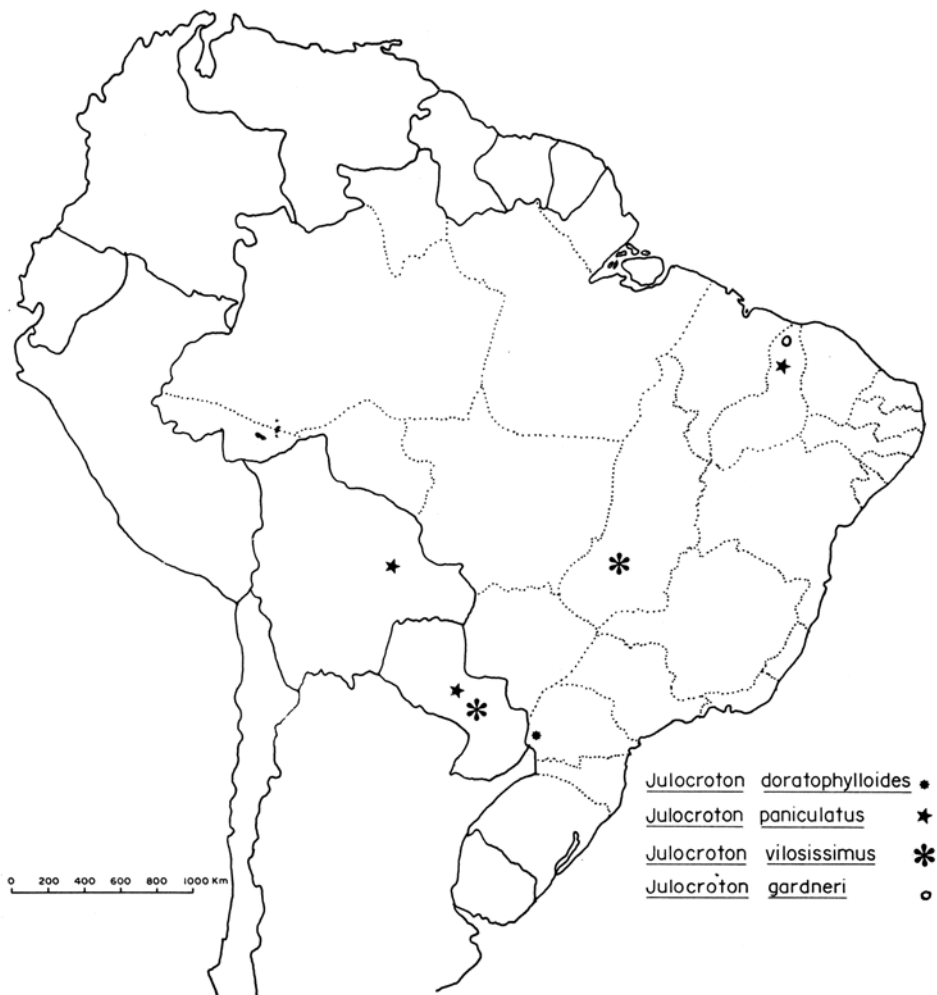 Julocroton doratophylloides
Julocroton paniculatus
Julocroton vilosissimus
Julocroton gardneri
0 200 400 600 800 1000 Km